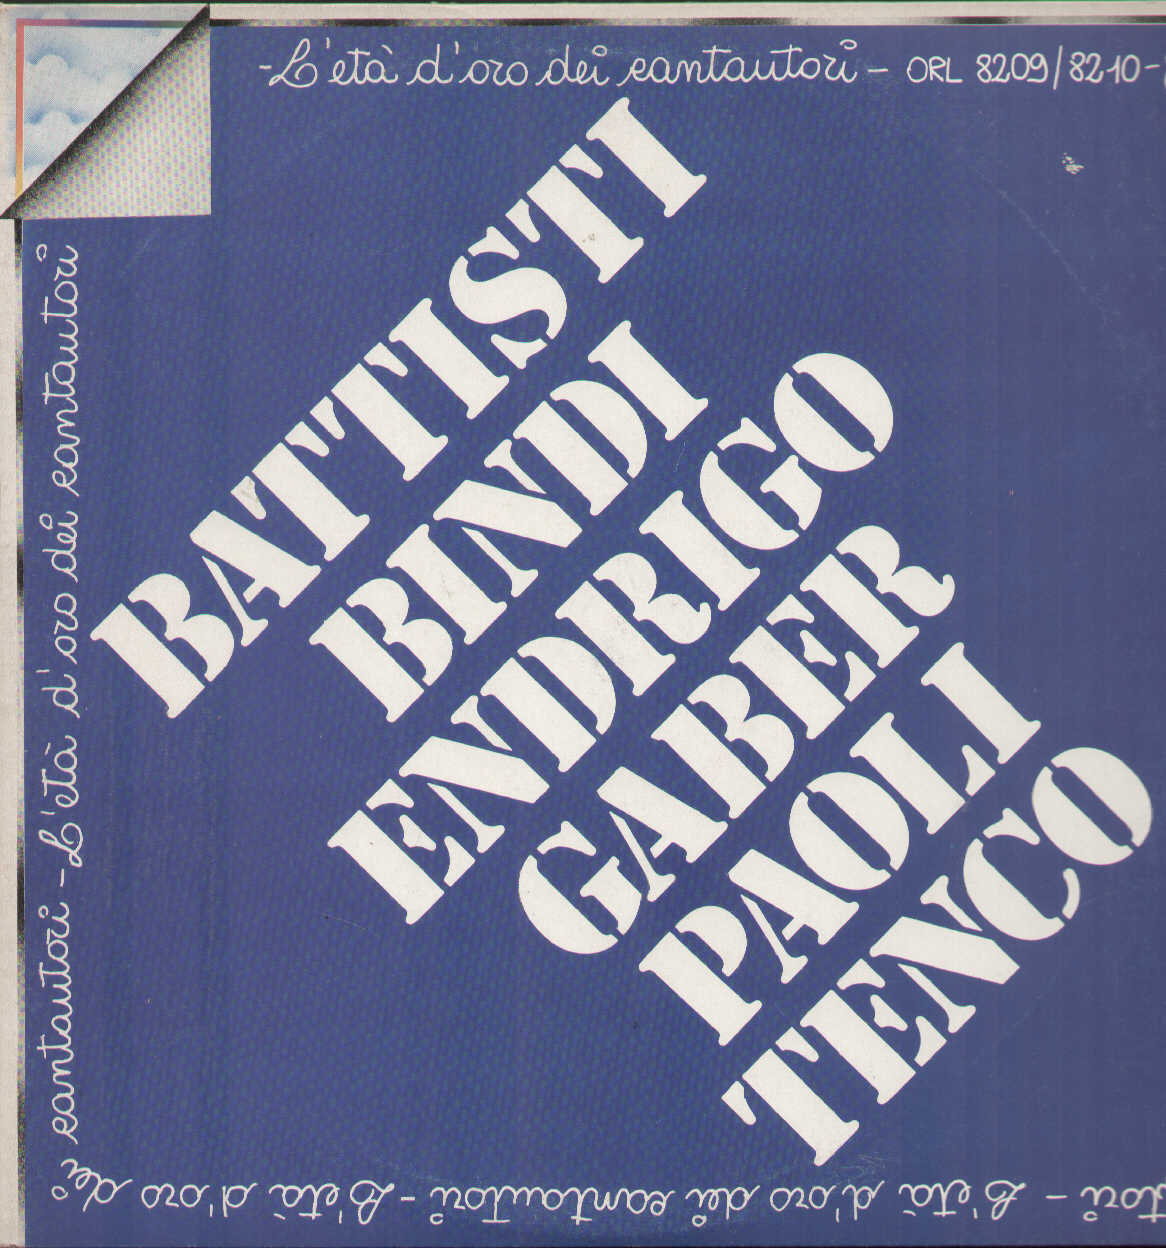 -L'età d'oro dei cantautori - ORL 8209/8210-
BATTISTI
BINDI
ENDRIGO
GABER
PAOLI
TENCO
L'età d'oro dei cantautori
cantautori -
- L'età d'oro dei cantautori - L'età d'oro dei